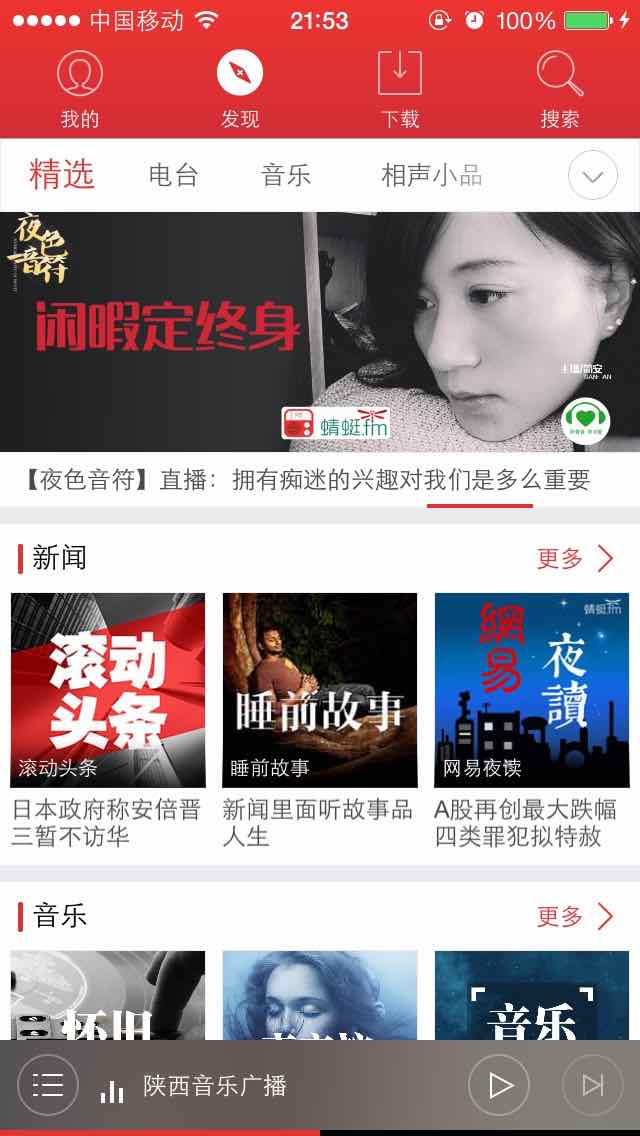 中国移动
21:53
100%
我的
发现
下载
搜索
精选
电台
音乐
相声小品
夜色音符
闲暇定终身
主播/简安
JIAN AN
蜻蜓.fm
【夜色音符】直播：拥有痴迷的兴趣对我们是多么重要
新闻
更多
滚动
头条
滚动头条
睡前故事
睡前故事
蜻蜓.fm
網易
夜讀
网易夜读
日本政府称安倍晋
三暂不访华
新闻里面听故事品
人生
A股再创最大跌幅
四类罪犯拟特赦
音乐
更多
怀旧
音乐
陕西音乐广播